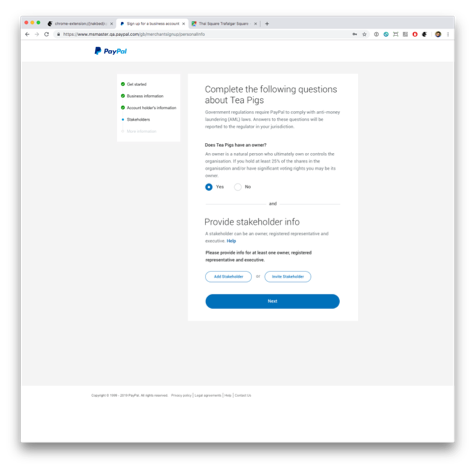 Sign up for a business account
Thai Square Trafalgar Square -
https://www.msmaster.qa.paypal.com/gb/merchantsignup/personalInfo
PayPal
Get started
Business information
Account holder's information
Stakeholders
Complete the following questions
about Tea Pigs
Government regulations require PayPal to comply with anti-money
laundering (AML) laws. Answers to these questions will be
reported to the regulator in your jurisdiction.
Does Tea Pigs have an owner?
An owner is a natural person who ultimately own or controls the
organisation. If you hold at least 25% of the shares in the
organisation and/or have significant voting rights you may be its
owner.
Yes No
and
Provide stakeholder info
A stakeholder can be an owner, registered representative and
executive. Help
Please provide info for at least one owner, registered
representative and executive.
Add Stakeholder or Invite Stakeholder
Next
Copyright © 1999 - 2019 PayPal. All rights reserved. Privacy policy | Legal agreements | Help | Contact Us